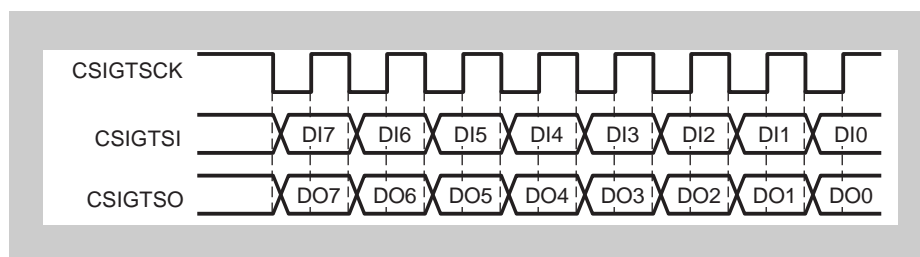 CSIGTSCK
CSIGTSI DI7 DI6 DI5 DI4 DI3 DI2 DI1 DI0
CSIGTSO DO7 DO6 DO5 DO4 DO3 DO2 DO1 DO0